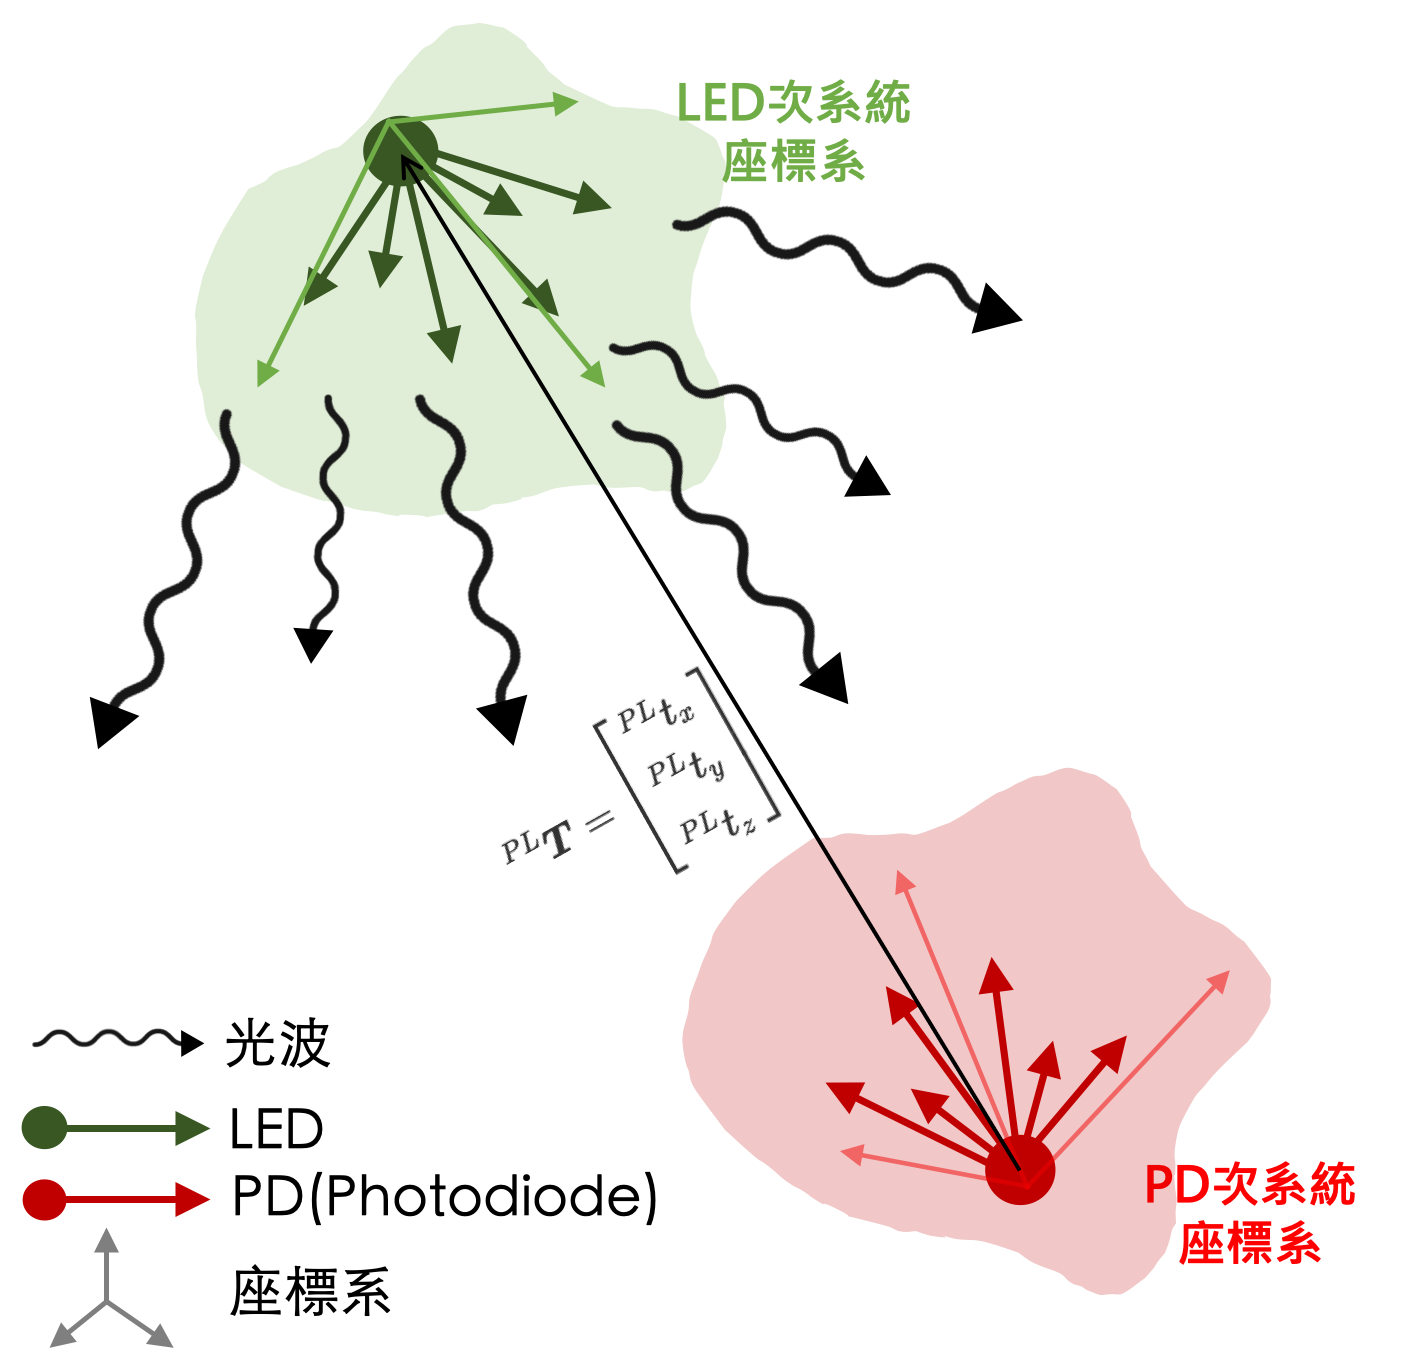 LED次系統
座標系
PLT = [PLtx
PLty
PLtz]
光波
LED
PD(Photodiode)
座標系
PD次系統
座標系